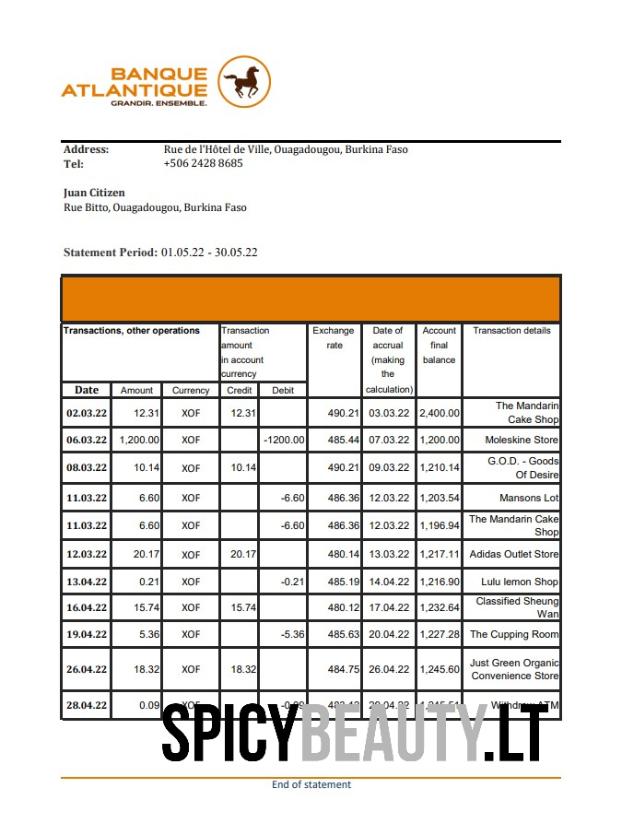 BANQUE
ATLANTIQUE
GRANDIR. ENSEMBLE.
Address: Rue de l'Hôtel de Ville, Ouagadougou, Burkina Faso
Tel: +506 2428 8685
Juan Citizen
Rue Bitto, Ouagadougou, Burkina Faso
Statement Period: 01.05.22 - 30.05.22
Transactions, other operations
Transaction
amount
in account
currency
Exchange
rate
Date of
accrual
(making
the
calculation)
Account
final
balance
Transaction details
Date Amount Currency Credit Debit
02.03.22 12.31 XOF 12.31 490.21 03.03.22 2,400.00 The Mandarin
Cake Shop
06.03.22 1,200.00 XOF -1200.00 485.44 07.03.22 1,200.00 Moleskine Store
08.03.22 10.14 XOF 10.14 490.21 09.03.22 1,210.14 G.O.D. - Goods
Of Desire
11.03.22 6.60 XOF -6.60 486.36 12.03.22 1,203.54 Mansons Lot
11.03.22 6.60 XOF -6.60 486.36 12.03.22 1,196.94 The Mandarin Cake
Shop
12.03.22 20.17 XOF 20.17 480.14 13.03.22 1,217.11 Adidas Outlet Store
13.04.22 0.21 XOF -0.21 485.19 14.04.22 1,216.90 Lulu lemon Shop
16.04.22 15.74 XOF 15.74 480.12 17.04.22 1,232.64 Classified Sheung
Wan
19.04.22 5.36 XOF -5.36 485.63 20.04.22 1,227.28 The Cupping Room
26.04.22 18.32 XOF 18.32 484.75 26.04.22 1,245.60 Just Green Organic
Convenience Store
28.04.22 0.09 XOF -0.09 ATM
SPICYBEAUTY.LT
End of statement